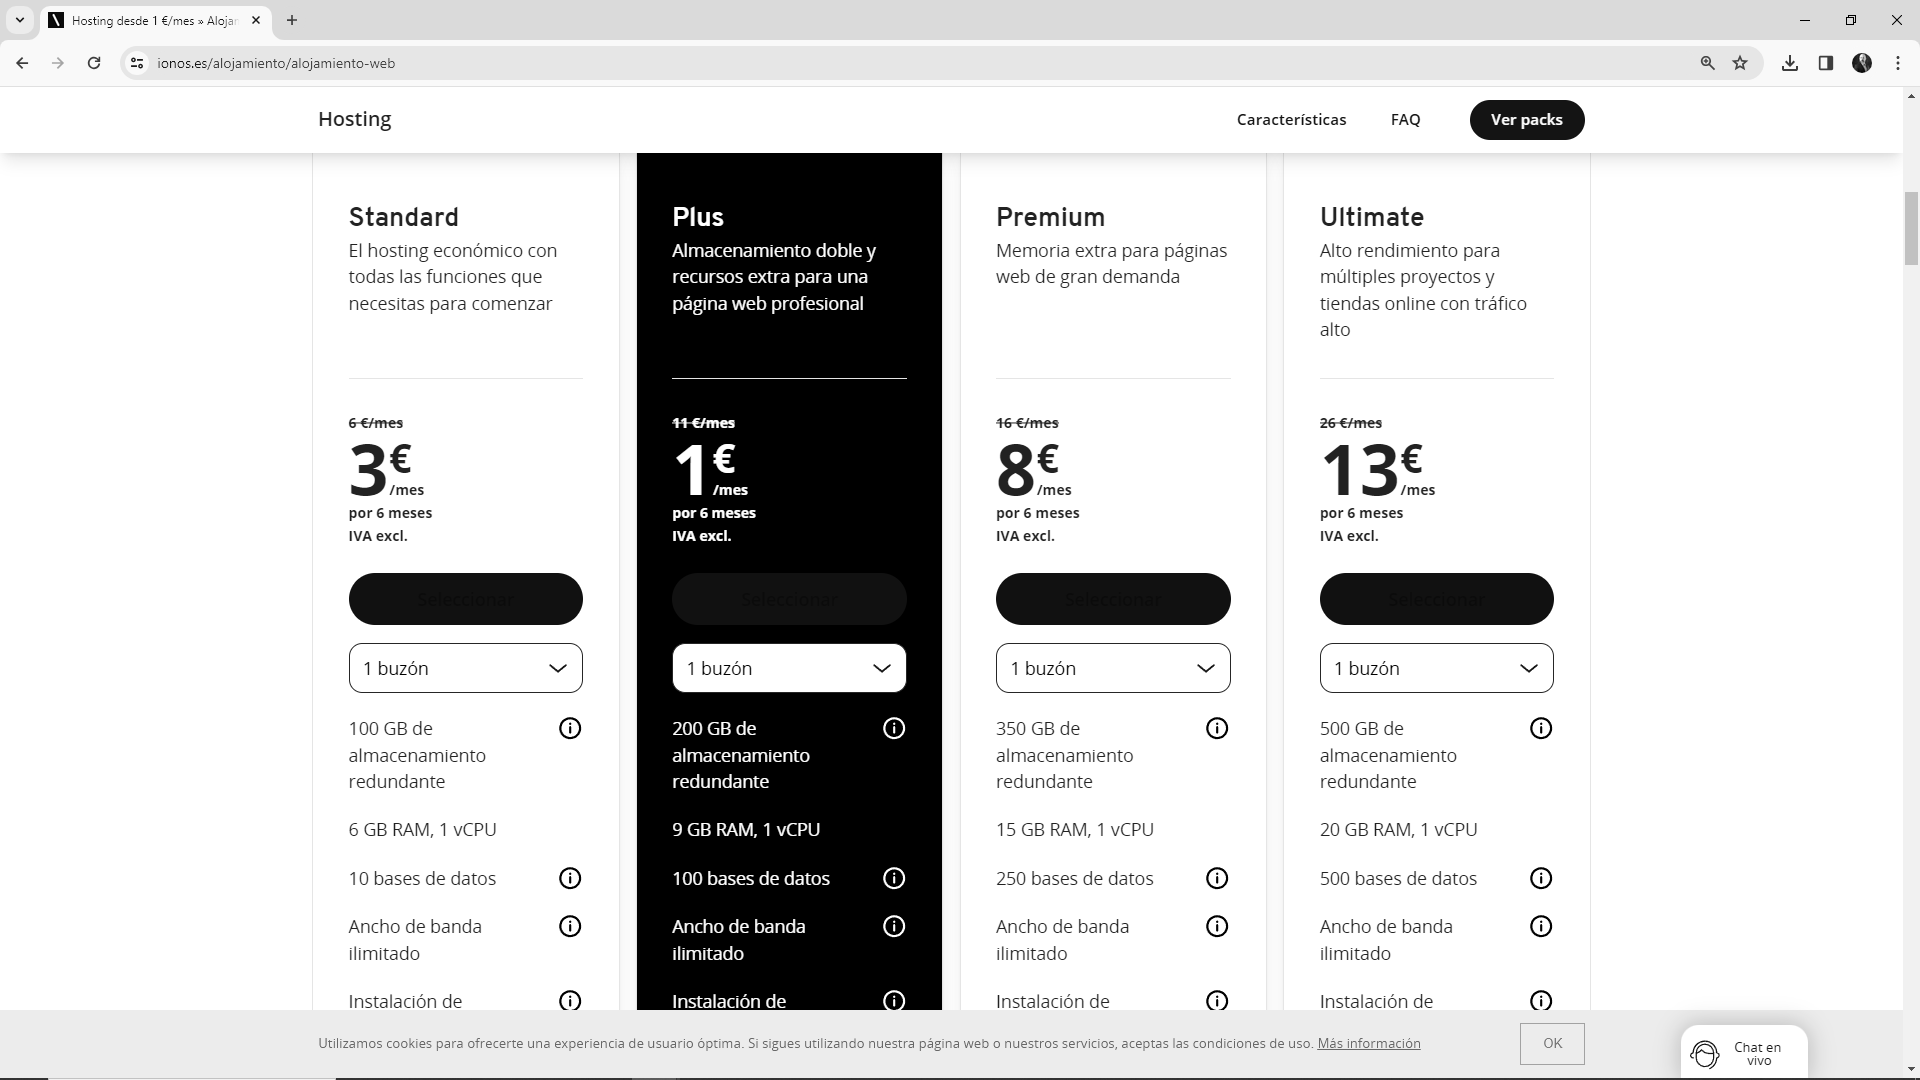 Hosting desde 1 €/mes » Aloja
ionos.es/alojamiento/alojamiento-web
Hosting
Características
FAQ
Ver packs
Standard
El hosting económico con
todas las funciones que
necesitas para comenzar
6 €/mes
3€
/mes
por 6 meses
IVA excl.
Seleccionar
1 buzón
100 GB de
almacenamiento
redundante
6 GB RAM, 1 vCPU
10 bases de datos
Ancho de banda
ilimitado
Instalación de
Plus
Almacenamiento doble y
recursos extra para una
página web profesional
11 €/mes
1€
/mes
por 6 meses
IVA excl.
Seleccionar
1 buzón
200 GB de
almacenamiento
redundante
9 GB RAM, 1 vCPU
100 bases de datos
Ancho de banda
ilimitado
Instalación de
Premium
Memoria extra para páginas
web de gran demanda
16 €/mes
8€
/mes
por 6 meses
IVA excl.
Seleccionar
1 buzón
350 GB de
almacenamiento
redundante
15 GB RAM, 1 vCPU
250 bases de datos
Ancho de banda
ilimitado
Instalación de
Ultimate
Alto rendimiento para
múltiples proyectos y
tiendas online con tráfico
alto
26 €/mes
13€
/mes
por 6 meses
IVA excl.
Seleccionar
1 buzón
500 GB de
almacenamiento
redundante
20 GB RAM, 1 vCPU
500 bases de datos
Ancho de banda
ilimitado
Instalación de
Utilizamos cookies para ofrecerte una experiencia de usuario óptima. Si sigues utilizando nuestra página web o nuestros servicios, aceptas las condiciones de uso. Más información
OK
Chat en
vivo